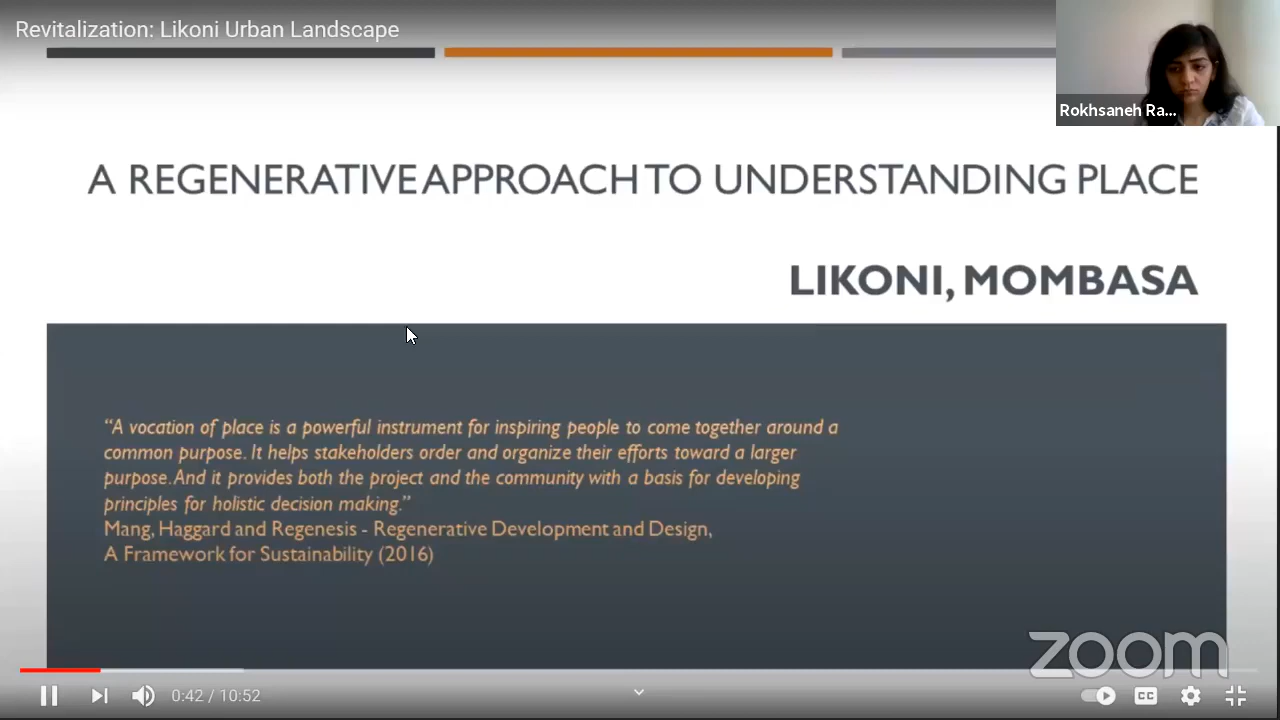 Revitalization: Likoni Urban Landscape
Rokhsaneh Ra...
A REGENERATIVE APPROACH TO UNDERSTANDING PLACE
LIKONI, MOMBASA
“A vocation of place is a powerful instrument for inspiring people to come together around a
common purpose. It helps stakeholders order and organize their efforts toward a larger
purpose. And it provides both the project and the community with a basis for developing
principles for holistic decision making.”
Mang, Haggard and Regenesis - Regenerative Development and Design,
A Framework for Sustainability (2016)
zoom
0:42 / 10:52
CC